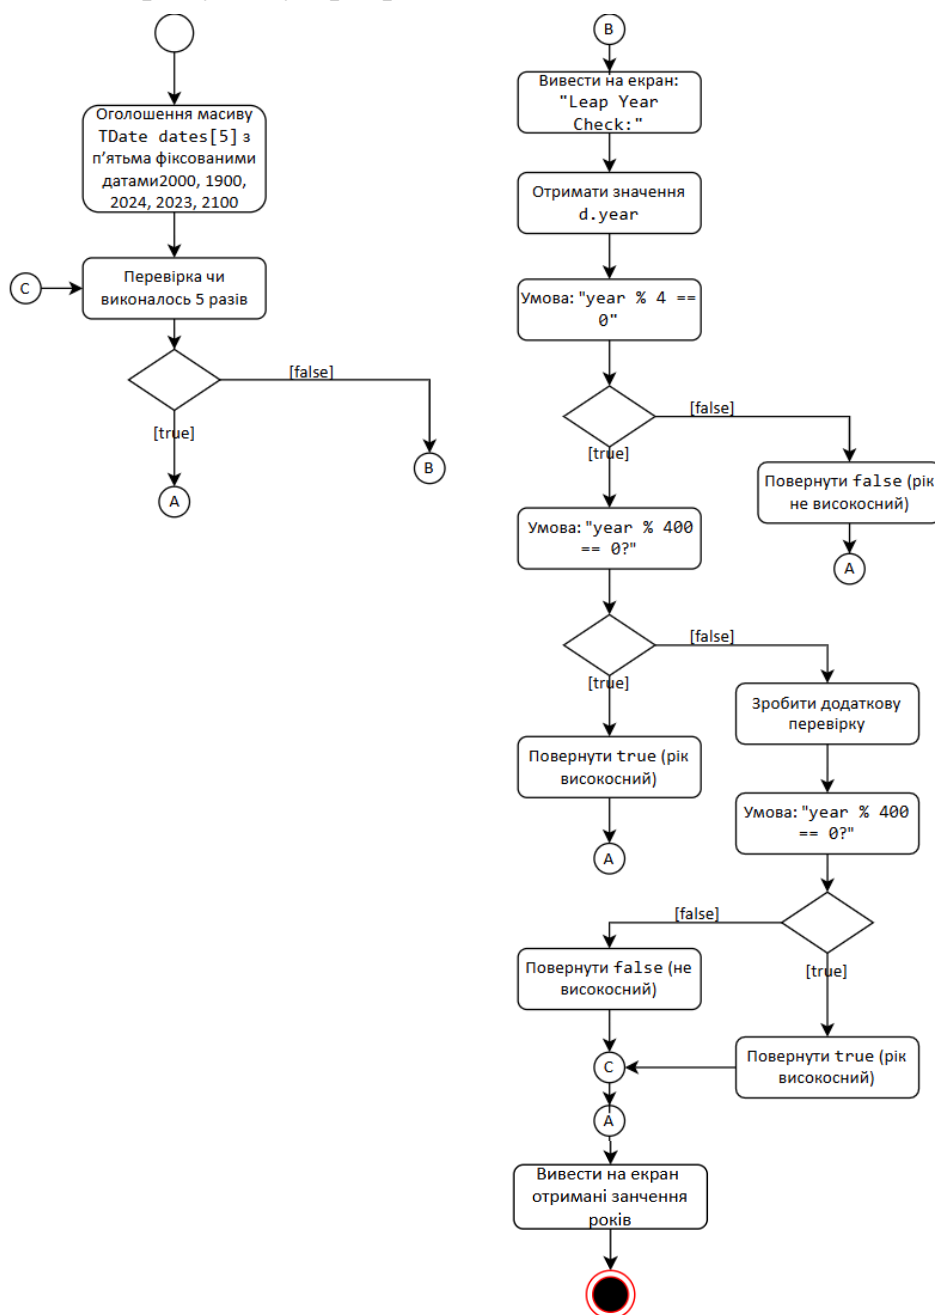 Оголошення масиву
TDate dates[5] з
п’ятьма фіксованими
датами2000, 1900,
2024, 2023, 2100
C
Перевірка чи
виконалось 5 разів
[false]
[true]
B
A
B
Вивести на екран:
"Leap Year
Check:"
Отримати значення
d.year
Умова: "year % 4 ==
0"
[false]
[true]
Повернути false (рік
не високосний)
A
Умова: "year % 400
== 0?"
[false]
[true]
Зробити додаткову
перевірку
Повернути true (рік
високосний)
A
Умова: "year % 400
== 0?"
[false]
[true]
Повернути false (не
високосний)
Повернути true (рік
високосний)
C
A
Вивести на екран
отримані занчення
років